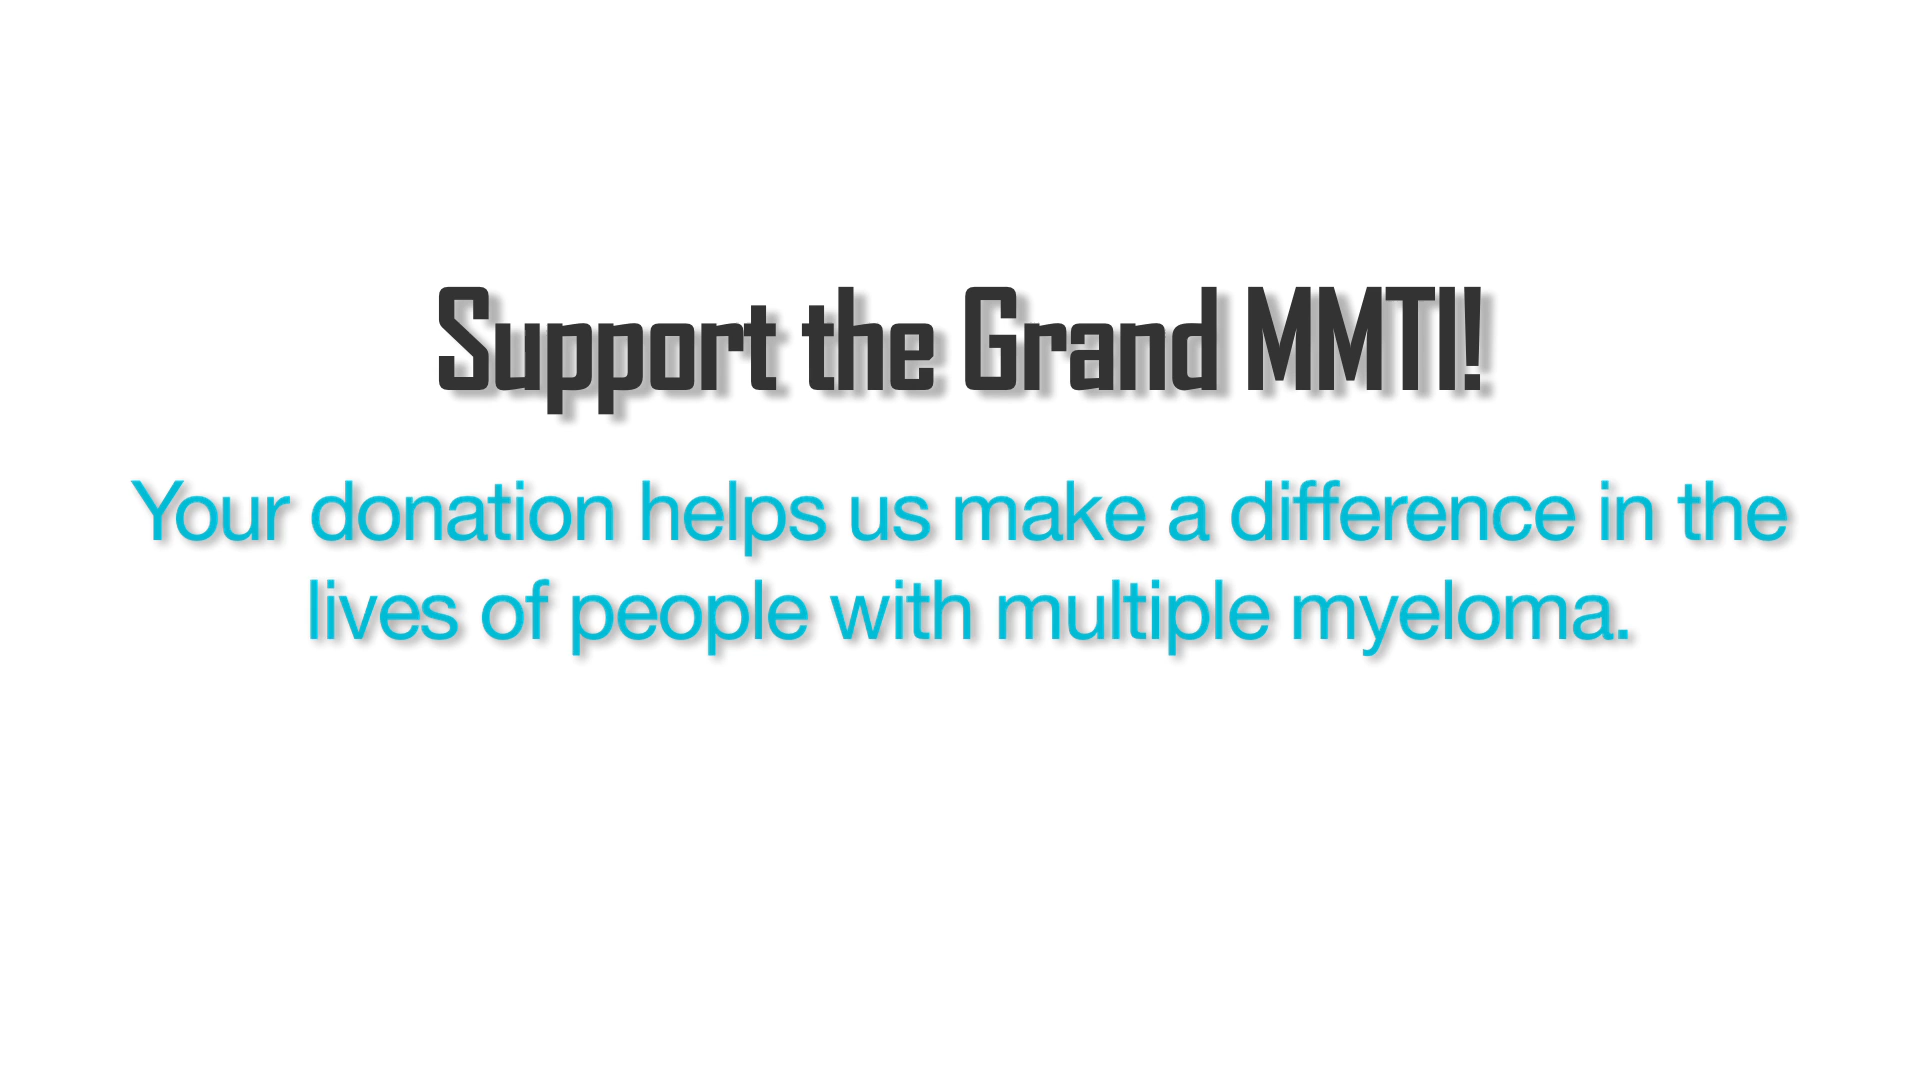 Support the Grand MMTI!
Your donation helps us make a difference in the
lives of people with multiple myeloma.